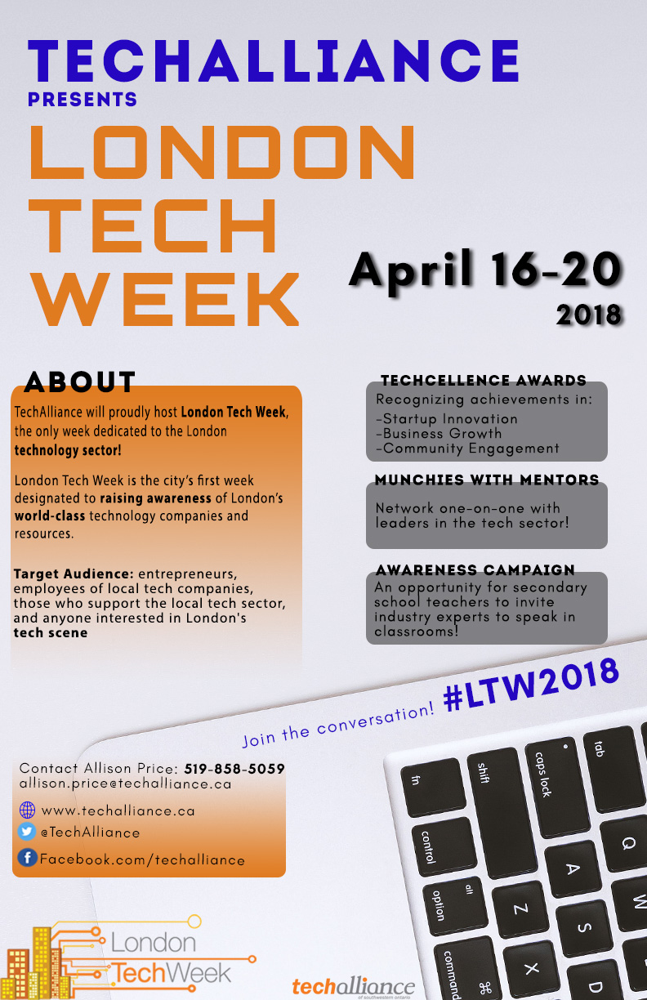 TECHALLIANCE
PRESENTS
LONDON
TECH
WEEK
April 16-20
2018
ABOUT
TechAlliance will proudly host London Tech Week,
the only week dedicated to the London
technology sector!
London Tech Week is the city's first week
designated to raising awareness of London's
world-class technology companies and
resources.
Target Audience: entrepreneurs,
employees of local tech companies,
those who support the local tech sector,
and anyone interested in London's
tech scene
TECHCELLENCE AWARDS
Recognizing achievements in:
-Startup Innovation
-Business Growth
-Community Engagement
MUNCHIES WITH MENTORS
Network one-on-one with
leaders in the tech sector!
AWARENESS CAMPAIGN
An opportunity for secondary
school teachers to invite
industry experts to speak in
classrooms!
Join the conversation! #LTW2018
Contact Allison Price: 519-858-5059
allison.price@techalliance.ca
www.techalliance.ca
@TechAlliance
Facebook.com/techalliance
fn
shift
caps lock
tab
control
A
Q
alt
option
Z
S
W
command
⌘
X
D
London
TechWeek
techalliance
of southwestern ontario